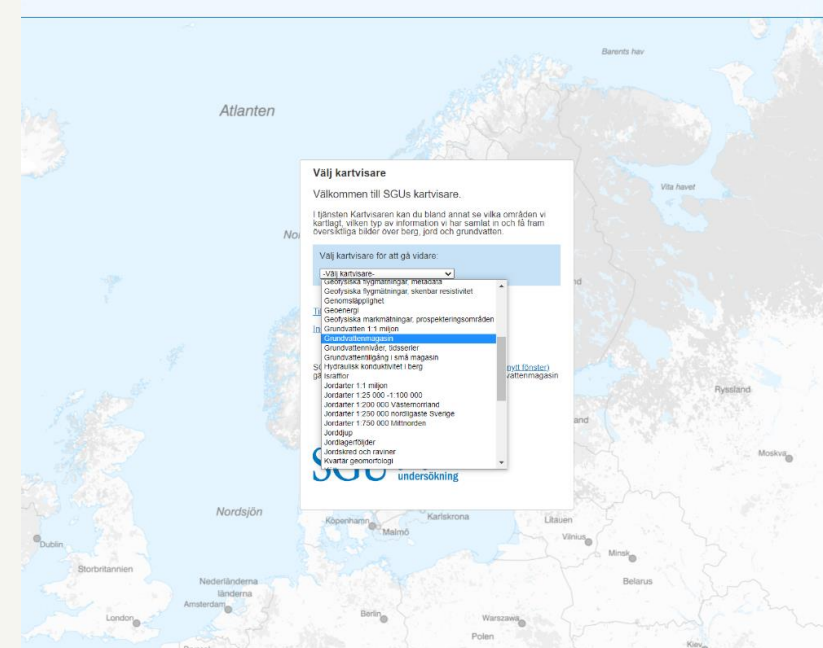 Barents hav
Atlanten
Vita havet
Välj kartvisare
Välkommen till SGUs kartvisare.
I tjänsten Kartvisaren kan du bland annat se vilka områden vi
kartlagt, vilken typ av information vi har samlat in och få fram
översiktliga bilder över berg, jord och grundvatten.
Välj kartvisare för att gå vidare:
-Välj kartvisare-
Geofysiska flygmätningar, metadata
Geofysiska flygmätningar, skenbar resistivitet
Genomsläpplighet
Geoenergi
Geofysiska markmätningar, prospekteringsområden
Grundvatten 1:1 miljon
Grundvattenmagasin
Grundvattennivåer, tidsserier
Grundvattentillgång i små magasin
Hydraulisk konduktivitet i berg
nytt fönster)
Isräfflor
vattenmagasin
Jordarter 1:1 miljon
Jordarter 1:25 000 -1:100 000
Jordarter 1:200 000 Västernorrland
Jordarter 1:250 000 nordligaste Sverige
Jordarter 1:750 000 Mittnorden
Jorddjup
Jordlagerföljder
Jordskred och raviner
Kvartär geomorfologi
SGU
undersökning
Ryssland
Moskva
Nordsjön
Köpenhamn
Malmö
Karlskrona
Litauen
Vilnius
Dublin
Storbritannien
Minsk
Belarus
Nederländerna
länderna
Amsterdam
London
Berlin
Warszawa
Polen
Kiev